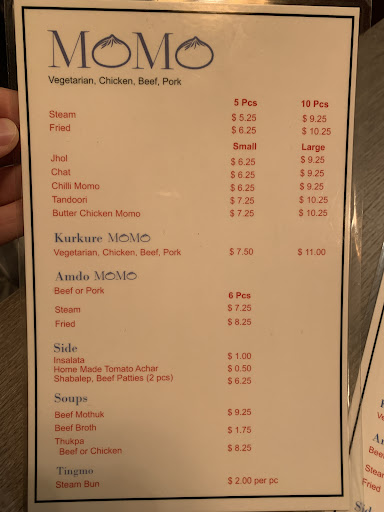 MOMO
Vegetarian, Chicken, Beef, Pork
5 Pcs 10 Pcs
Steam $ 5.25 $ 9.25
Fried $ 6.25 $ 10.25
Small Large
Jhol $ 6.25 $ 9.25
Chat $ 6.25 $ 9.25
Chilli Momo $ 6.25 $ 9.25
Tandoori $ 7.25 $ 10.25
Butter Chicken Momo $ 7.25 $ 10.25
Kurkure MOMO
Vegetarian, Chicken, Beef, Pork $ 7.50 $ 11.00
Amdo MOMO
Beef or Pork
6 Pcs
Steam $ 7.25
Fried $ 8.25
Side
Insalata $ 1.00
Home Made Tomato Achar $ 0.50
Shabalep, Beef Patties (2 pcs) $ 6.25
Soups
Beef Mothuk $ 9.25
Beef Broth $ 1.75
Thukpa
Beef or Chicken $ 8.25
Tingmo
Steam Bun $ 2.00 per pc
Am
Beef
Steam
Fried
Sid